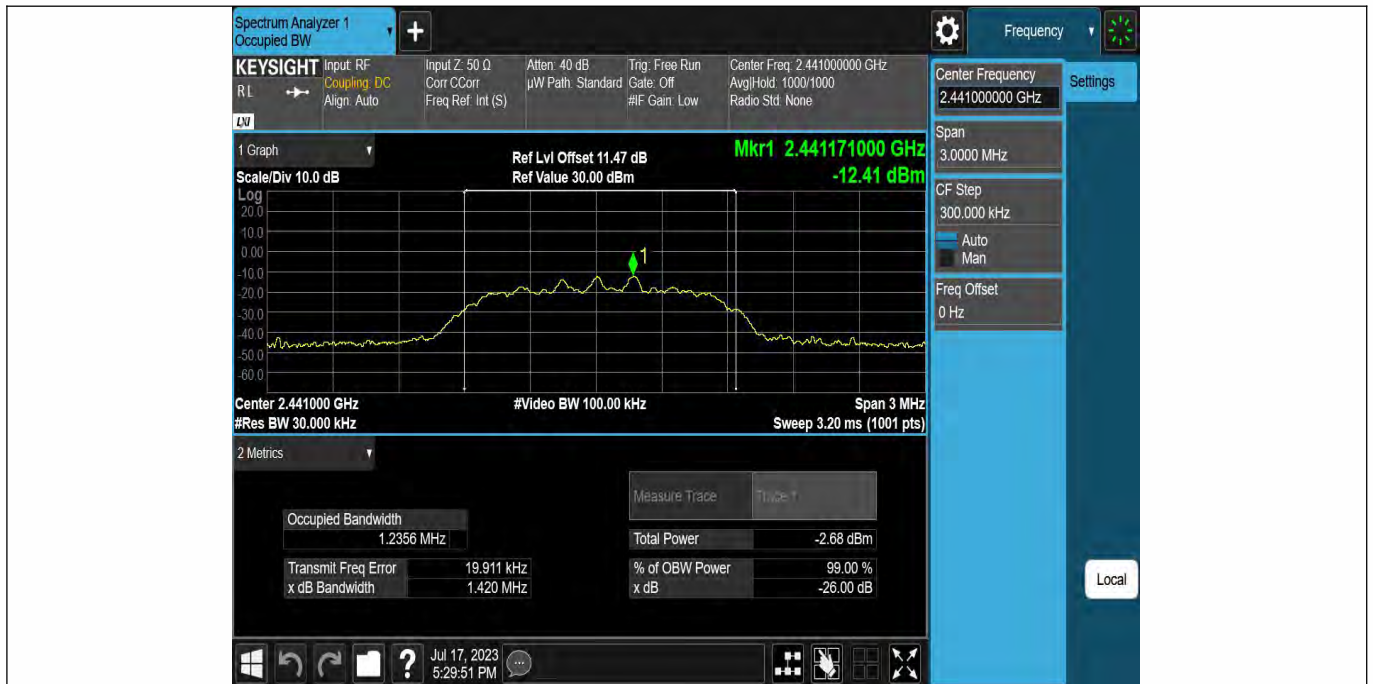 Spectrum Analyzer 1
Occupied BW
+
Frequency
KEYSIGHT
RL
LXI
Input: RF
Coupling: DC
Align: Auto
Input Z: 50 Ω
Corr CCorr
Freq Ref: Int (S)
Atten: 40 dB
µW Path: Standard
Trig: Free Run
Gate: Off
#IF Gain: Low
Center Freq: 2.441000000 GHz
Avg|Hold: 1000/1000
Radio Std: None
Center Frequency
2.441000000 GHz
Settings
Span
3.0000 MHz
CF Step
300.000 kHz
Auto
Man
Freq Offset
0 Hz
1 Graph
Scale/Div 10.0 dB
Ref Lvl Offset 11.47 dB
Ref Value 30.00 dBm
Mkr1 2.441171000 GHz
-12.41 dBm
Log
20.0
10.0
0.00
-10.0
-20.0
-30.0
-40.0
-50.0
-60.0
1
Center 2.441000 GHz
#Video BW 100.00 kHz
Span 3 MHz
#Res BW 30.000 kHz
Sweep 3.20 ms (1001 pts)
2 Metrics
Measure Trace
Trace 1
Occupied Bandwidth
1.2356 MHz
Total Power
-2.68 dBm
Transmit Freq Error
19.911 kHz
% of OBW Power
99.00 %
x dB Bandwidth
1.420 MHz
x dB
-26.00 dB
Local
?
Jul 17, 2023
5:29:51 PM